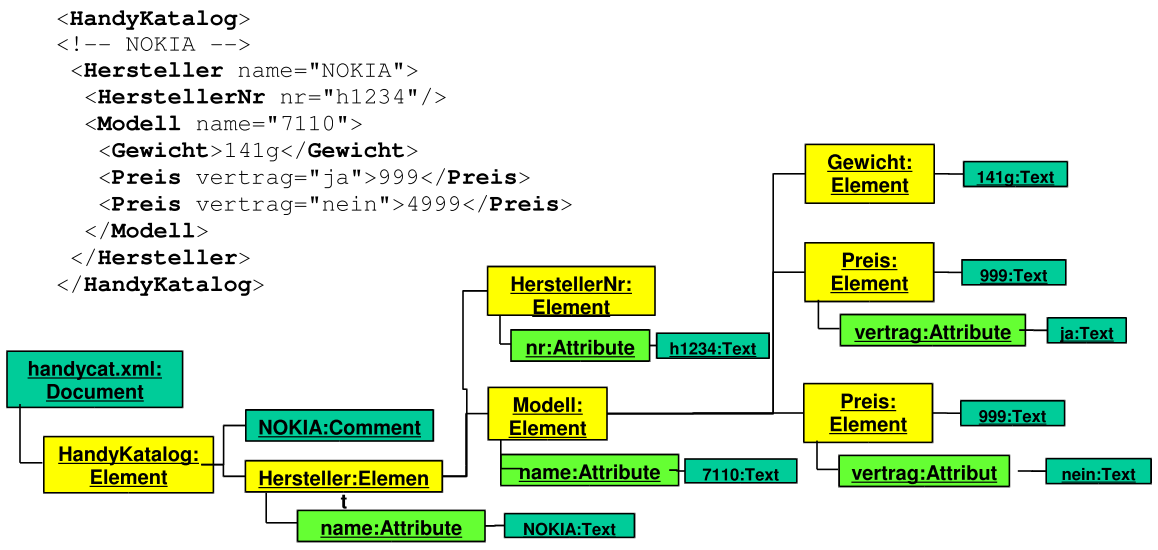 <HandyKatalog>
<!-- NOKIA -->
<Hersteller name="NOKIA">
<HerstellerNr nr="h1234"/>
<Modell name="7110">
<Gewicht>141g</Gewicht>
<Preis vertrag="ja">999</Preis>
<Preis vertrag="nein">4999</Preis>
</Modell>
</Hersteller>
</HandyKatalog>
handycat.xml:
Document
HandyKatalog:
Element
NOKIA:Comment
Hersteller:Elemen
t
name:Attribute
NOKIA:Text
HerstellerNr:
Element
nr:Attribute
h1234:Text
Modell:
Element
name:Attribute
7110:Text
Gewicht:
Element
141g:Text
Preis:
Element
999:Text
vertrag:Attribute
ja:Text
Preis:
Element
999:Text
vertrag:Attribut
nein:Text